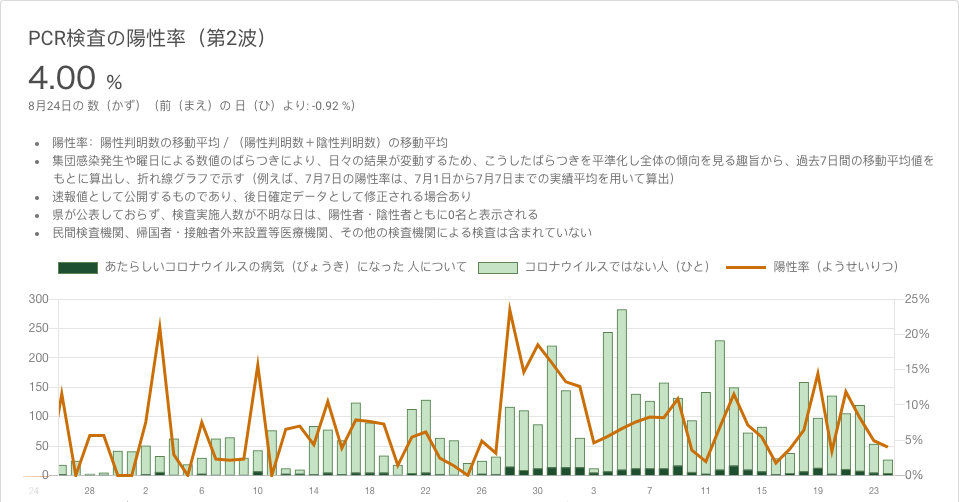 PCR検査の陽性率（第2波）
4.00 %
8月24日の 数（かず）（前（まえ）の 日（ひ）より: -0.92 %）
• 陽性率：陽性判明数の移動平均 / （陽性判明数＋陰性判明数）の移動平均
• 集団感染発生や曜日による数値のばらつきにより、日々の結果が変動するため、こうしたばらつきを平準化し全体の傾向を見る趣旨から、過去7日間の移動平均値を
もとに算出し、折れ線グラフで示す（例えば、7月7日の陽性率は、7月1日から7月7日までの実績平均を用いて算出）
• 速報値として公開するものであり、後日確定データとして修正される場合あり
• 県が公表しておらず、検査実施人数が不明な日は、陽性者・陰性者ともに0名と表示される
• 民間検査機関、帰国者・接触者外来設置等医療機関、その他の検査機関による検査は含まれていない
あたらしいコロナウイルスの病気（びょうき）になった 人について コロナウイルスではない人（ひと） 陽性率（ようせいりつ）
300 25%
250 20%
200
150 15%
100 10%
50 5%
0 0%
24 28 2 6 10 14 18 22 26 30 3 7 11 15 19 23